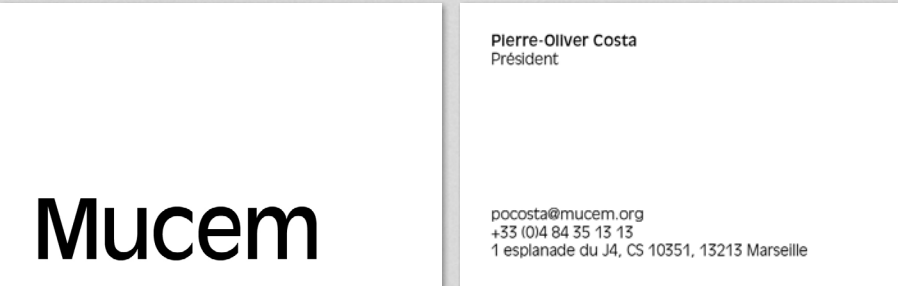 Mucem
Pierre-Oliver Costa
Président
pocosta@mucem.org
+33 (0)4 84 35 13 13
1 esplanade du J4, CS 10351, 13213 Marseille